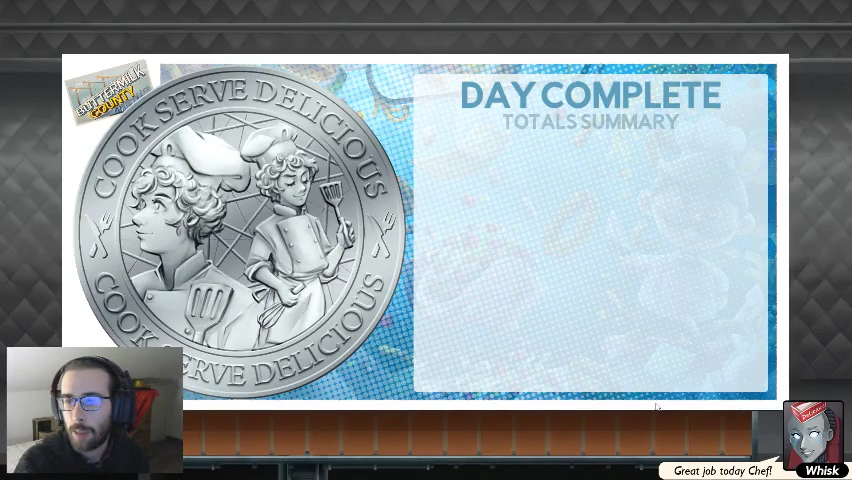 BUTTERMILK
COUNTY
COOK SERVE DELICIOUS
COOK SERVE DELICIOUS
DAY COMPLETE
TOTALS SUMMARY
Great job today Chef!
Whisk